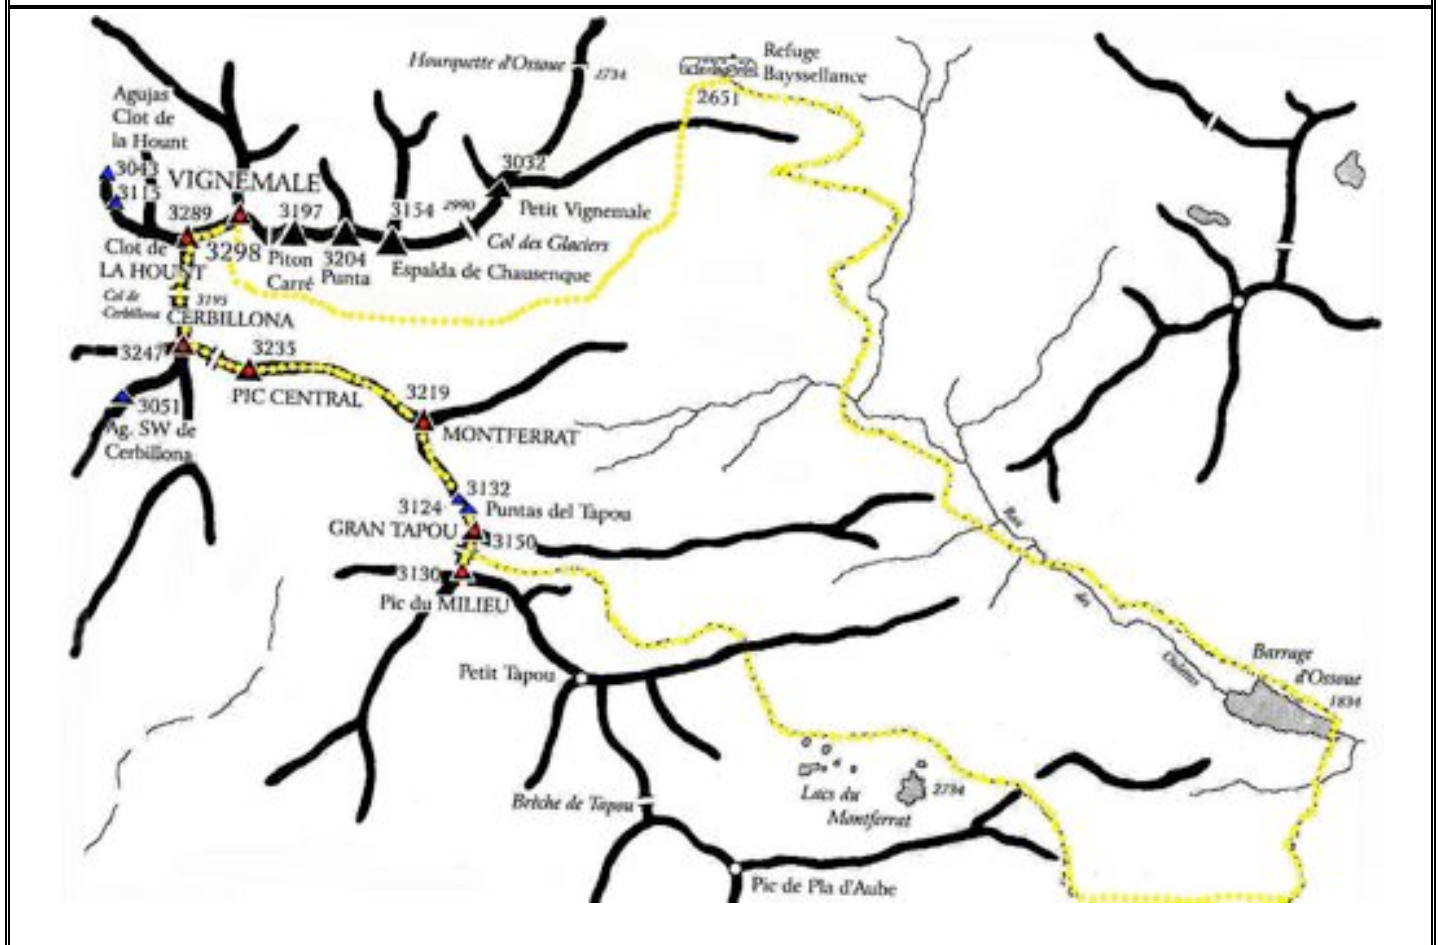 Hourquette d'Ossoue
2734
Refuge
Bayssellance
2651
Agujas
Clot de
la Hount
3043
3115
VIGNEMALE
3289
3298
3197
3154
2990
3032
Petit Vignemale
Col des Glaciers
Clot de
LA HOUNT
Piton
Carré
3204
Punta
Espalda de Chausenque
Col de
Cerbillona
3195
CERBILLONA
3247
3235
PIC CENTRAL
3051
Ag. SW de
Cerbillona
3219
MONTFERRAT
3132
3124
Puntas del Tapou
GRAN TAPOU
3150
3130
Pic du MILIEU
des
Oulettes
Barrage
d'Ossoue
1834
Petit Tapou
Brèche de Tapou
Lacs du
Montferrat
2734
Pic de Pla d'Aube